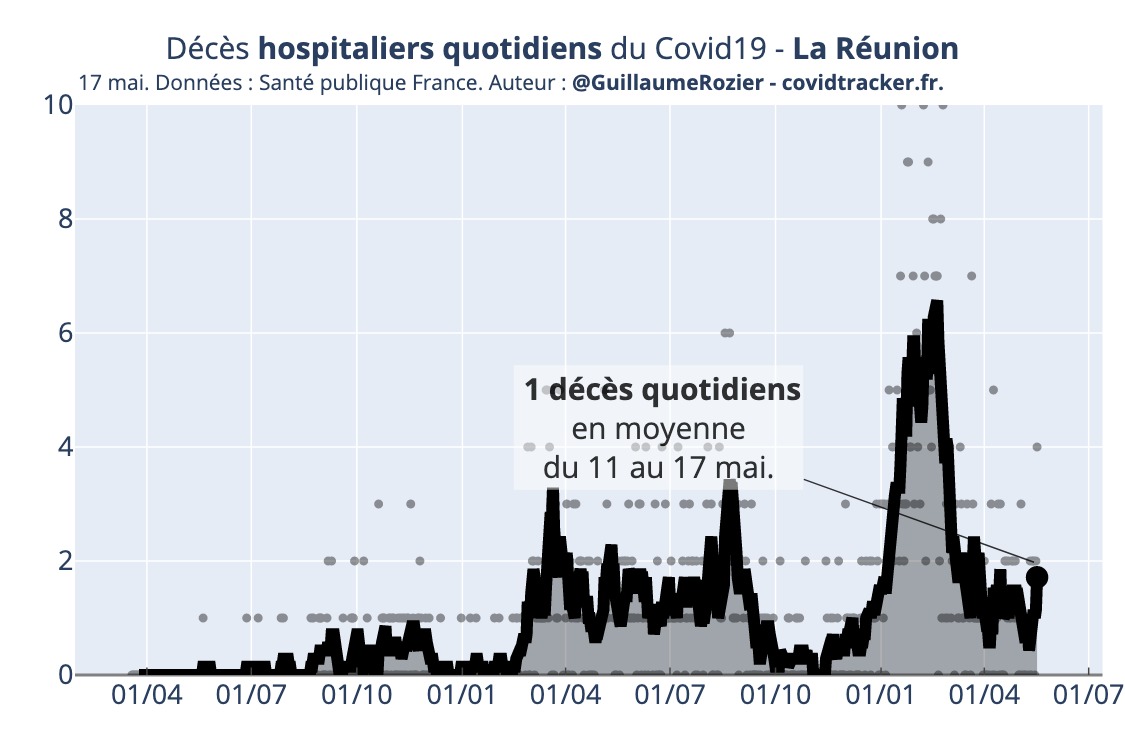 Décès hospitaliers quotidiens du Covid19 - La Réunion
17 mai. Données : Santé publique France. Auteur : @GuillaumeRozier - covidtracker.fr.
10
8
6
4
2
0
1 décès quotidiens
en moyenne
du 11 au 17 mai.
01/04 01/07 01/10 01/01 01/04 01/07 01/10 01/01 01/04 01/07